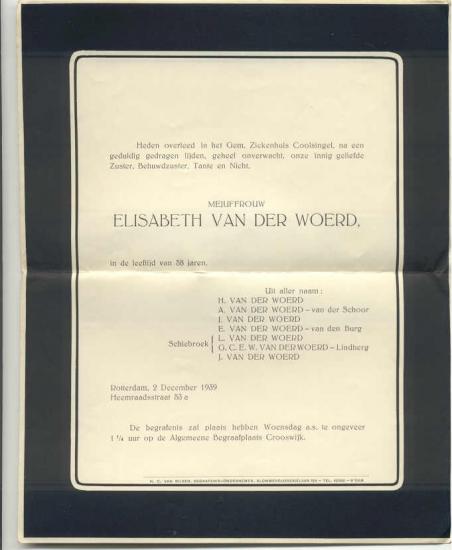 Heden overleed in het Gem. Ziekenhuis Coolsingel, na een
geduldig gedragen lijden, geheel onverwacht, onze innig geliefde
Zuster, Behuwdzuster, Tante en Nicht,
MEJUFFROUW
ELISABETH VAN DER WOERD,
in de leeftijd van 38 jaren.
Uit aller naam:
H. VAN DER WOERD
A. VAN DER WOERD–van der Schoor
I. VAN DER WOERD
E. VAN DER WOERD–van den Burg
Schiebroek { L. VAN DER WOERD
G. C. E. W. VAN DER WOERD–Lindherg
J. VAN DER WOERD
Rotterdam, 2 December 1939
Heemraadsstraat 33 a
De begrafenis zal plaats hebben Woensdag a.s. te ongeveer
1 ¼ uur op de Algemeene Begraafplaats Crooswijk.
BEGRAFENISONDERNEMER, TEL.